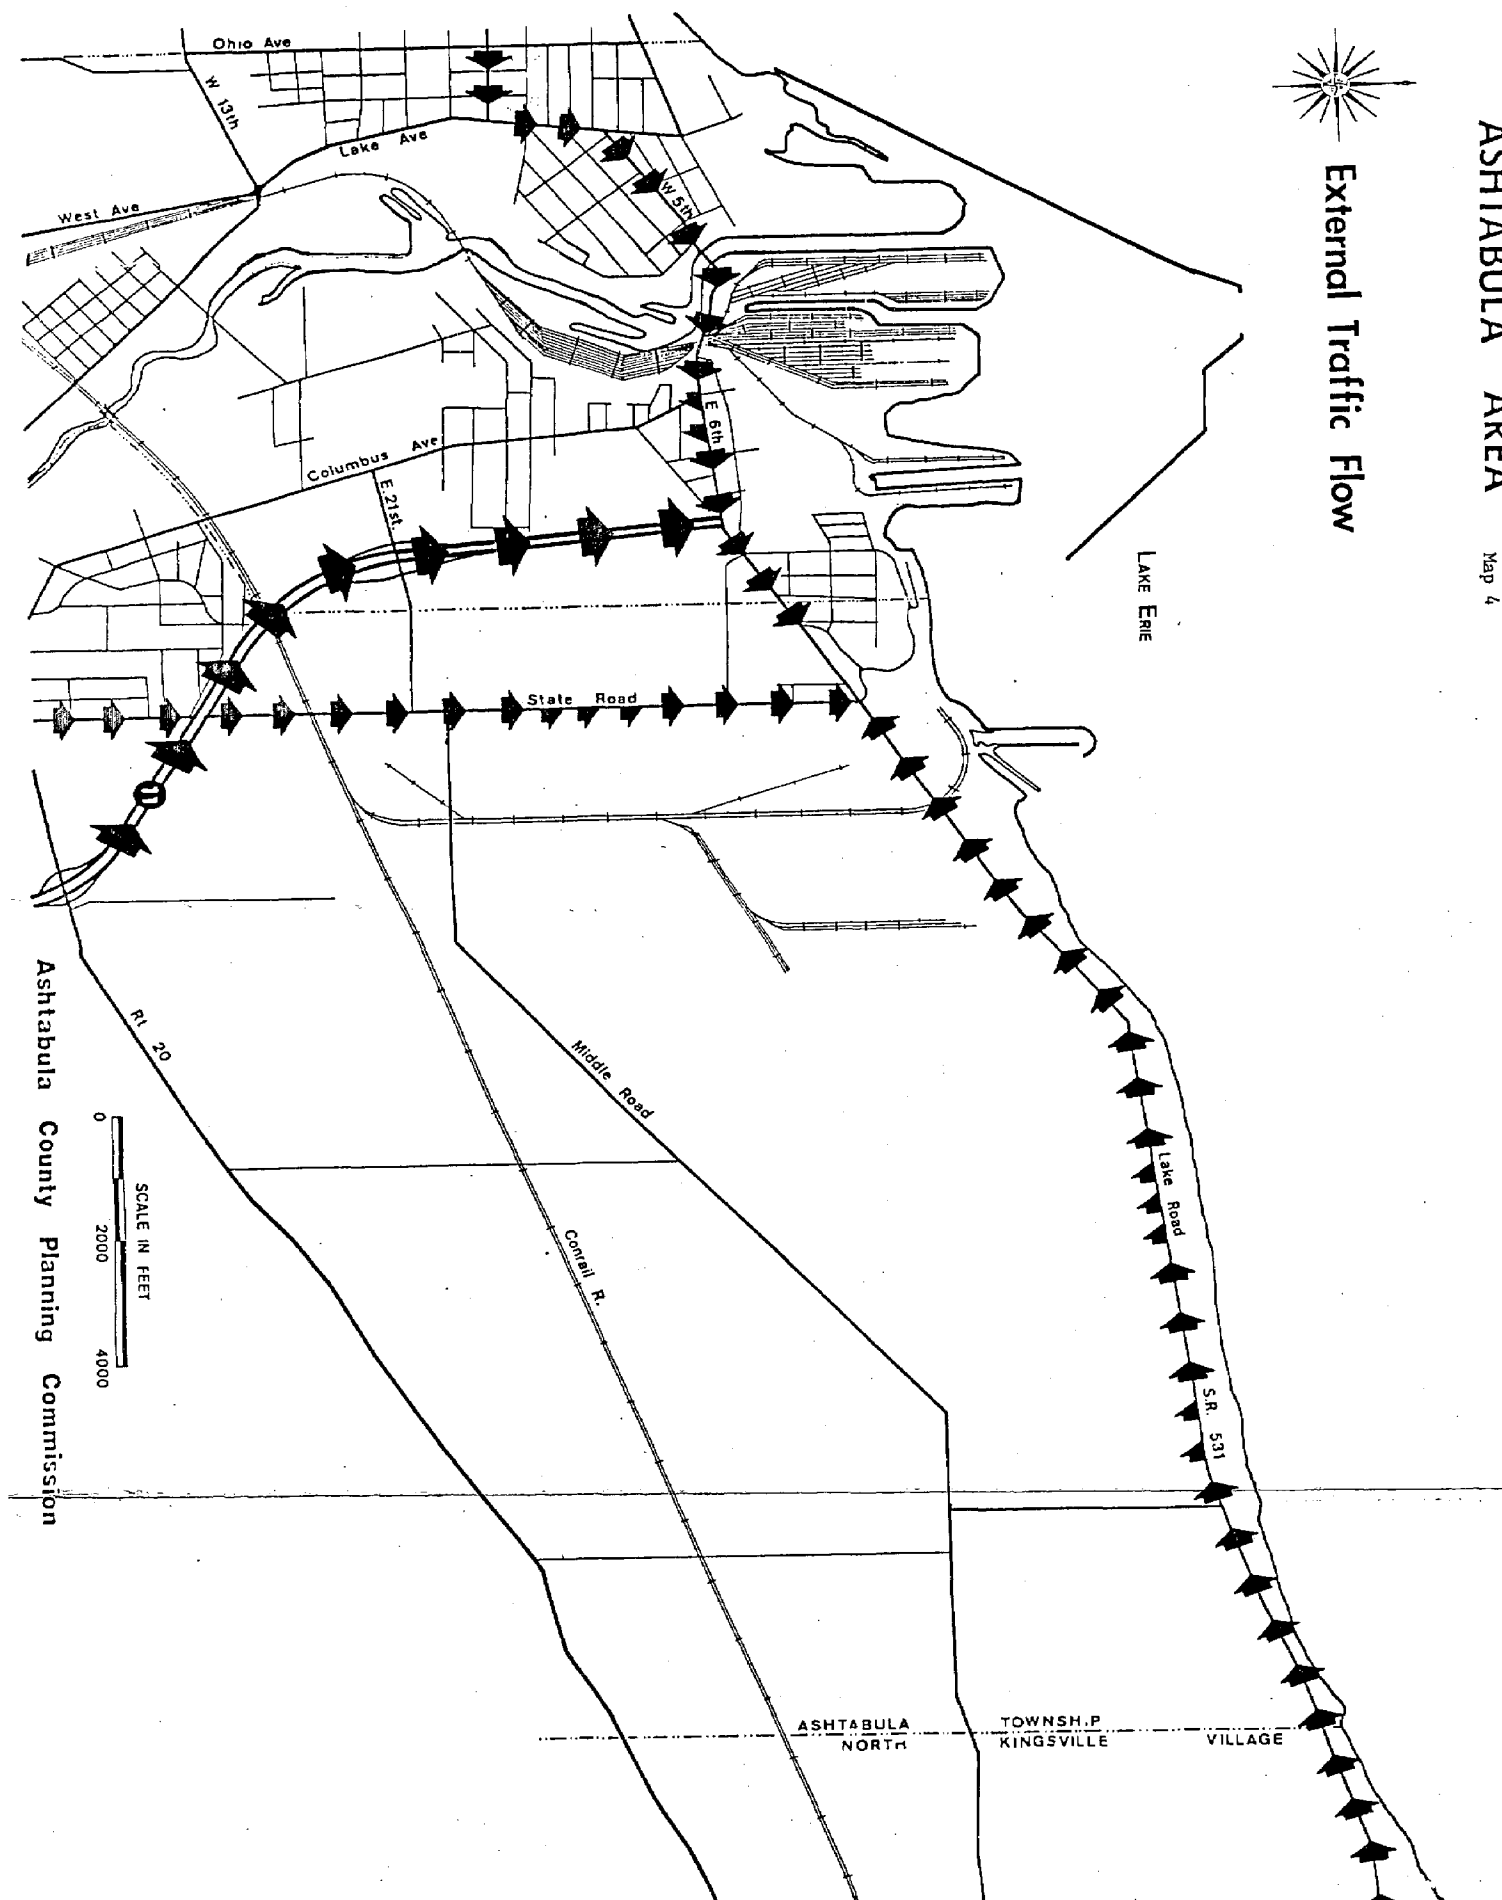 ASHTABULA AREA Map 4
External Traffic Flow
LAKE ERIE
Ohio Ave
W 13th
Lake Ave
West Ave
W 5th
E 6th
Columbus Ave
E. 21st.
State Road
11
Rt 20
Middle Road
Conrail R.
Lake Road
S.R. 531
ASHTABULA TOWNSHIP
NORTH KINGSVILLE VILLAGE
SCALE IN FEET
0 2000 4000
Ashtabula County Planning Commission